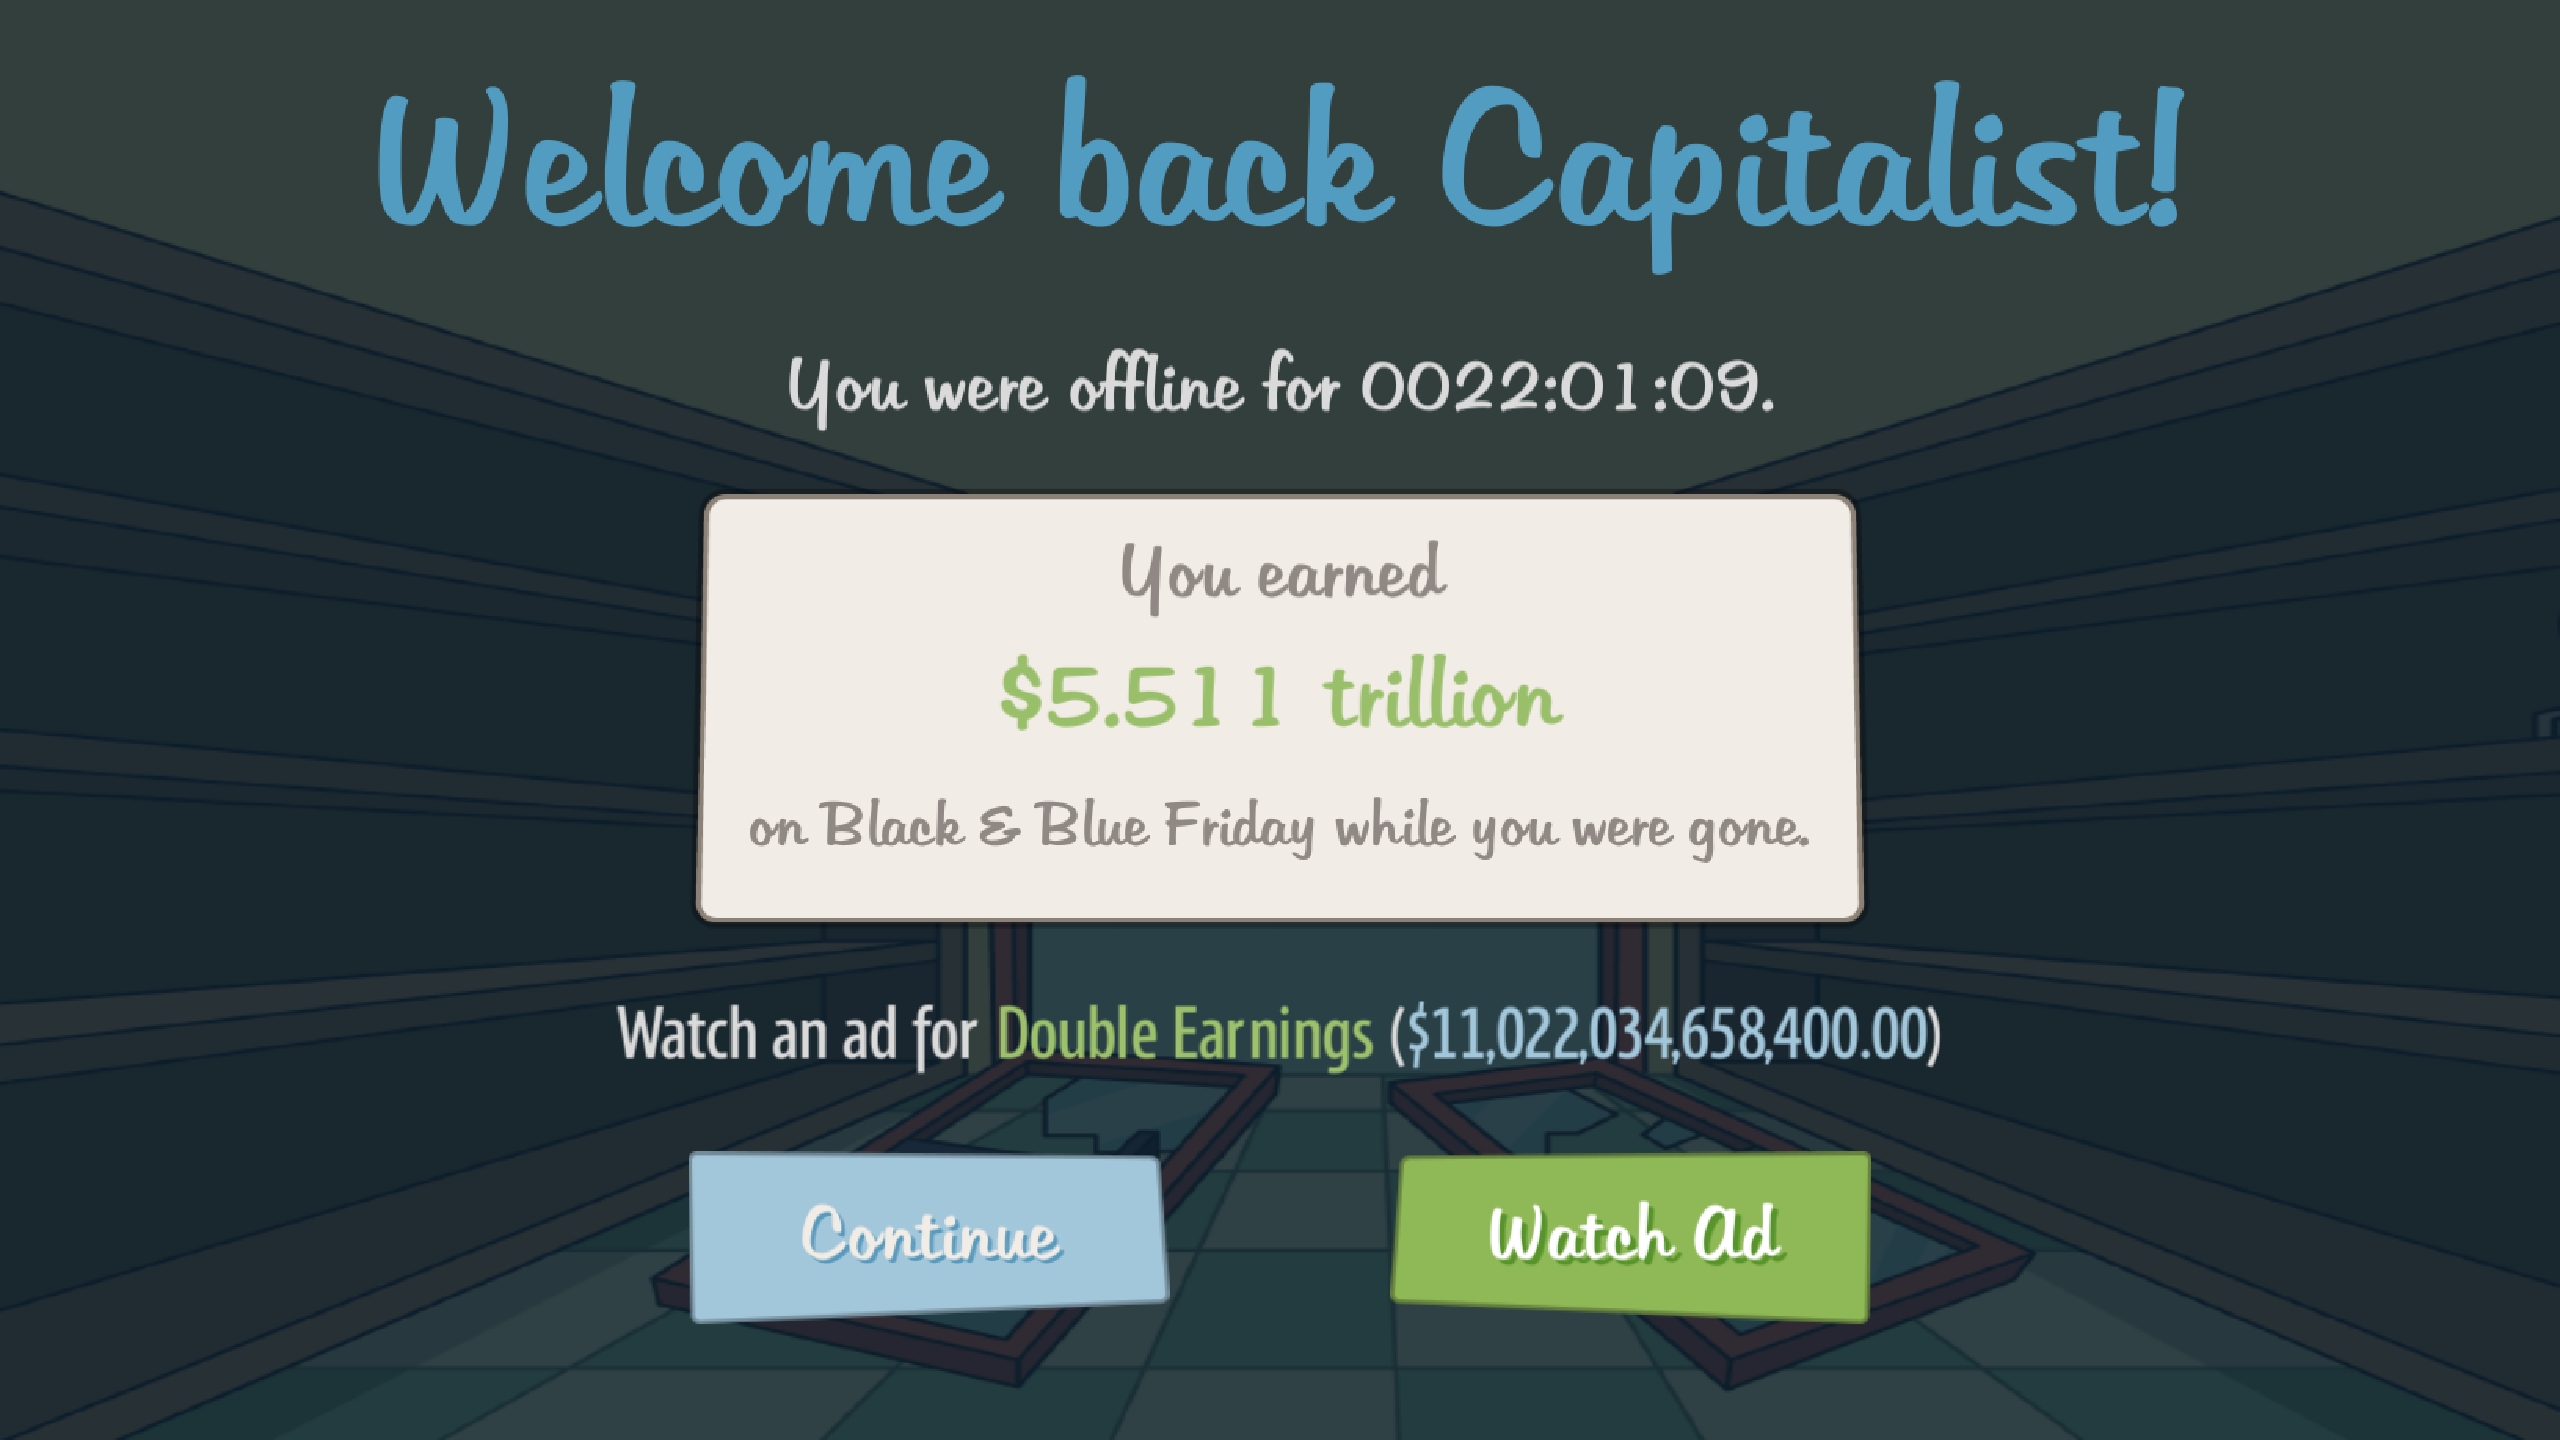 Welcome back Capitalist!
You were offline for 0022:01:09.
You earned
$5.511 trillion
on Black & Blue Friday while you were gone.
Watch an ad for Double Earnings ($11,022,034,658,400.00)
Continue
Watch Ad